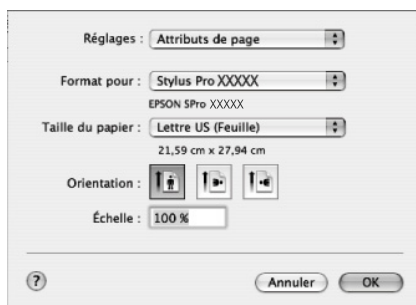 Réglages : Attributs de page
Format pour : Stylus Pro XXXXX
EPSON SPro XXXXX
Taille du papier : Lettre US (Feuille)
21,59 cm x 27,94 cm
Orientation :
Échelle : 100 %
? Annuler OK